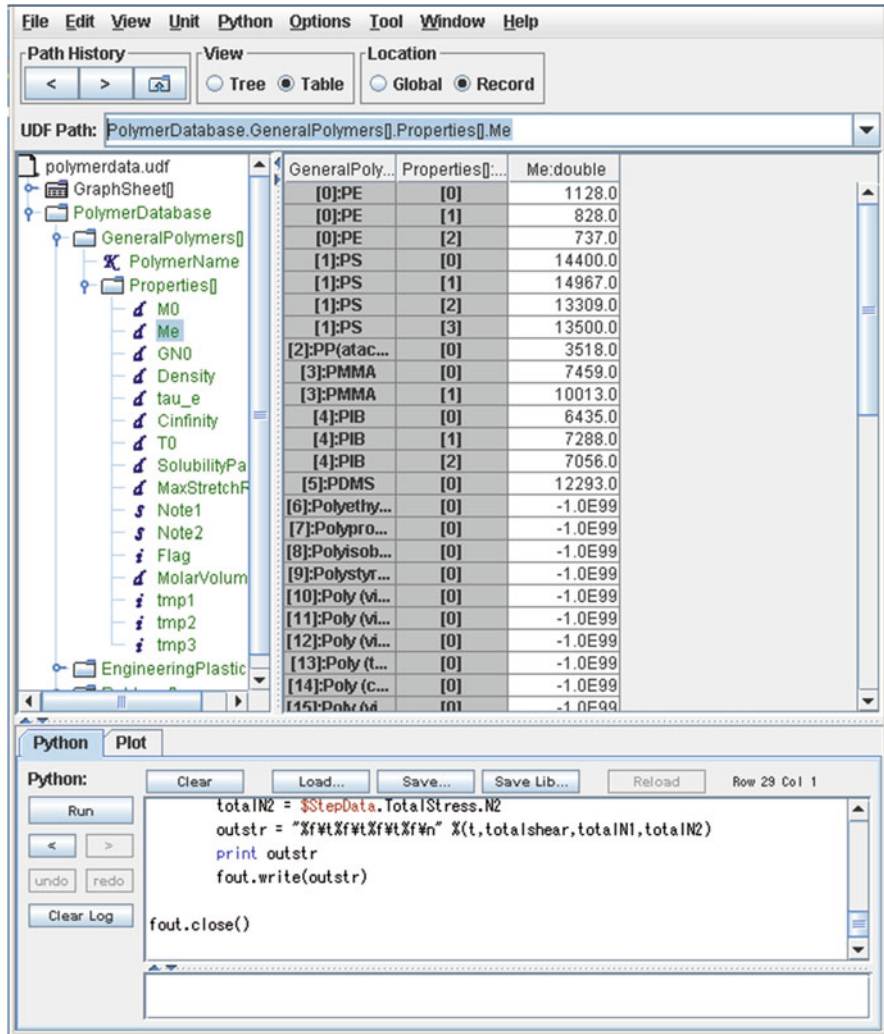 File Edit View Unit Python Options Tool Window Help
Path History View Location
< > Tree Table Global Record
UDF Path: PolymerDatabase.GeneralPolymers[].Properties[].Me
polymerdata.udf
GraphSheet[]
PolymerDatabase
GeneralPolymers[]
PolymerName
Properties[]
M0
Me
GN0
Density
tau_e
Cinfinity
T0
SolubilityPa
MaxStretchR
Note1
Note2
Flag
MolarVolum
tmp1
tmp2
tmp3
EngineeringPlastic
GeneralPoly... Properties[]:... Me:double
[0]:PE [0] 1128.0
[0]:PE [1] 828.0
[0]:PE [2] 737.0
[1]:PS [0] 14400.0
[1]:PS [1] 14967.0
[1]:PS [2] 13309.0
[1]:PS [3] 13500.0
[2]:PP(atac... [0] 3518.0
[3]:PMMA [0] 7459.0
[3]:PMMA [1] 10013.0
[4]:PIB [0] 6435.0
[4]:PIB [1] 7288.0
[4]:PIB [2] 7056.0
[5]:PDMS [0] 12293.0
[6]:Polyethy... [0] -1.0E99
[7]:Polypro... [0] -1.0E99
[8]:Polyisob... [0] -1.0E99
[9]:Polystyr... [0] -1.0E99
[10]:Poly (vi... [0] -1.0E99
[11]:Poly (vi... [0] -1.0E99
[12]:Poly (vi... [0] -1.0E99
[13]:Poly (t... [0] -1.0E99
[14]:Poly (c... [0] -1.0E99
[15]:Poly (vi... [0] -1.0E99
Python Plot
Python: Clear Load... Save... Save Lib... Reload Row 29 Col 1
Run
< >
undo redo
Clear Log
totalN2 = $StepData.TotalStress.N2
outstr = "%f¥t%f¥t%f¥t%f¥n" %(t,totalshear,totalN1,totalN2)
print outstr
fout.write(outstr)
fout.close()